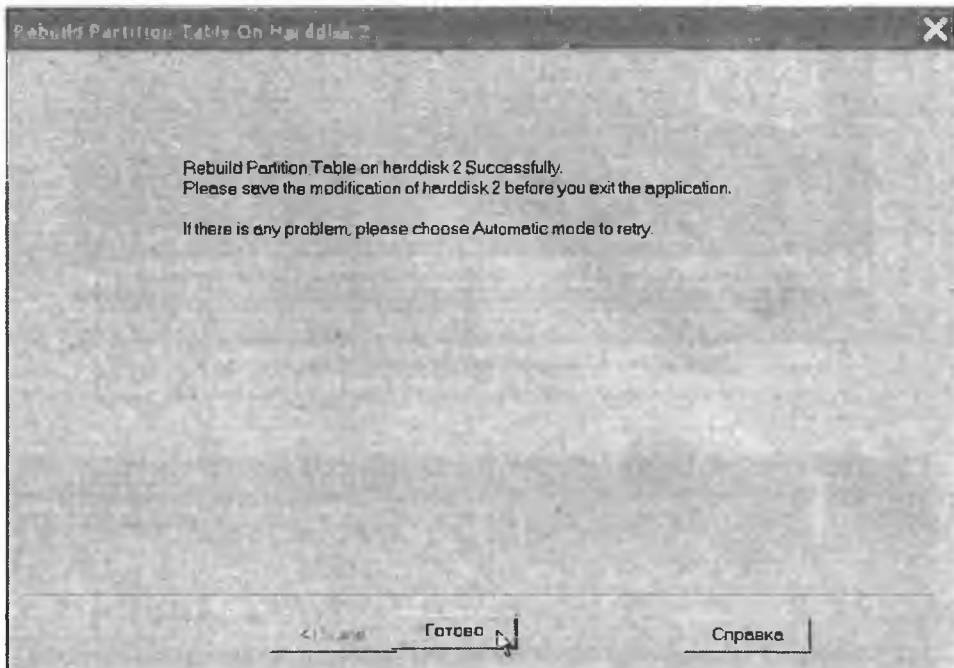 Rebuild Partition Table On Harddisk 2
Rebuild Partition Table on harddisk 2 Successfully.
Please save the modification of harddisk 2 before you exit the application.
If there is any problem, please choose Automatic mode to retry.
Готово
Справка